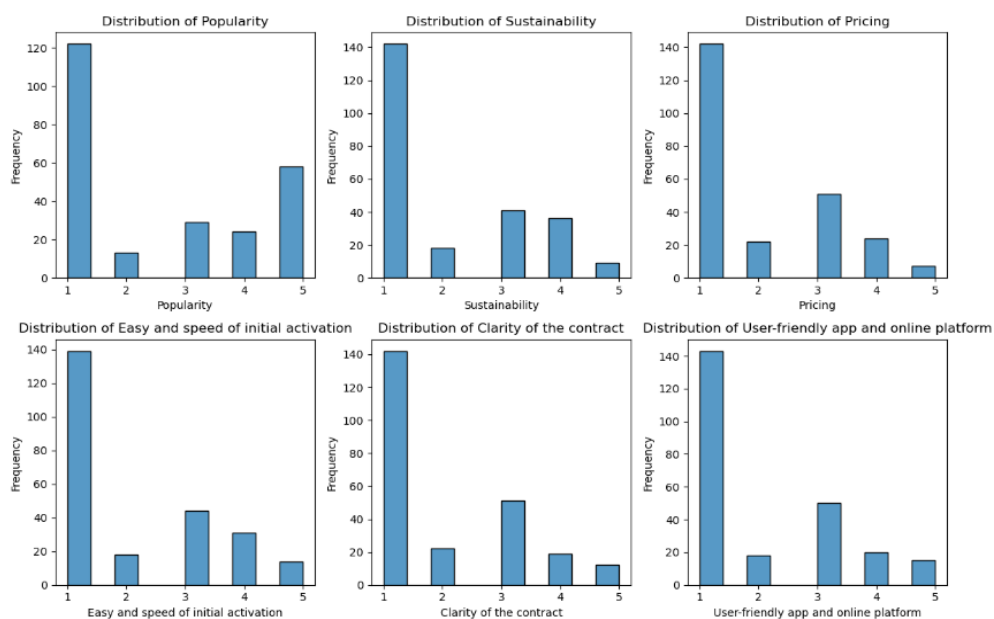 Distribution of Popularity
Distribution of Sustainability
Distribution of Pricing
Frequency
120
100
80
60
40
20
0
1 2 3 4 5
Popularity
Frequency
140
120
100
80
60
40
20
0
1 2 3 4 5
Sustainability
Frequency
140
120
100
80
60
40
20
0
1 2 3 4 5
Pricing
Distribution of Easy and speed of initial activation
Distribution of Clarity of the contract
Distribution of User-friendly app and online platform
Frequency
140
120
100
80
60
40
20
0
1 2 3 4 5
Easy and speed of initial activation
Frequency
140
120
100
80
60
40
20
0
1 2 3 4 5
Clarity of the contract
Frequency
140
120
100
80
60
40
20
0
1 2 3 4 5
User-friendly app and online platform